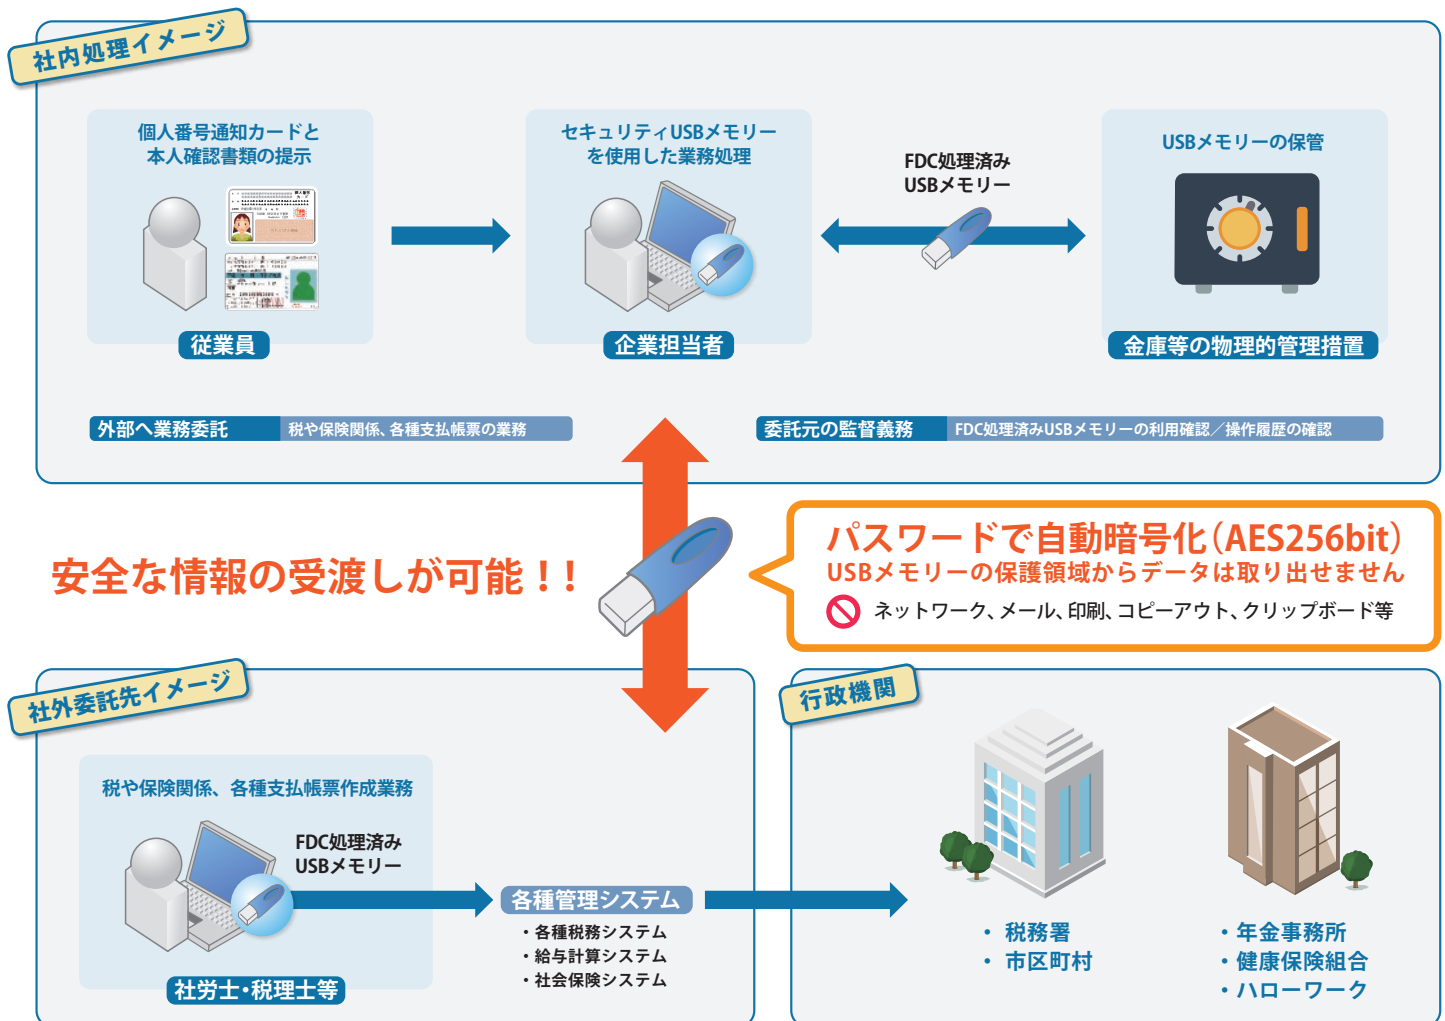 社内処理イメージ
個人番号通知カードと
本人確認書類の提示
従業員
セキュリティUSBメモリー
を使用した業務処理
企業担当者
FDC処理済み
USBメモリー
USBメモリーの保管
金庫等の物理的管理措置
外部へ業務委託 税や保険関係、各種支払帳票の業務
委託元の監督義務 FDC処理済みUSBメモリーの利用確認／操作履歴の確認
安全な情報の受渡しが可能！！
パスワードで自動暗号化（AES256bit）
USBメモリーの保護領域からデータは取り出せません
ネットワーク、メール、印刷、コピーアウト、クリップボード等
社外委託先イメージ
税や保険関係、各種支払帳票作成業務
FDC処理済み
USBメモリー
社労士・税理士等
各種管理システム
・各種税務システム
・給与計算システム
・社会保険システム
行政機関
・ 税務署
・ 市区町村
・年金事務所
・健康保険組合
・ハローワーク